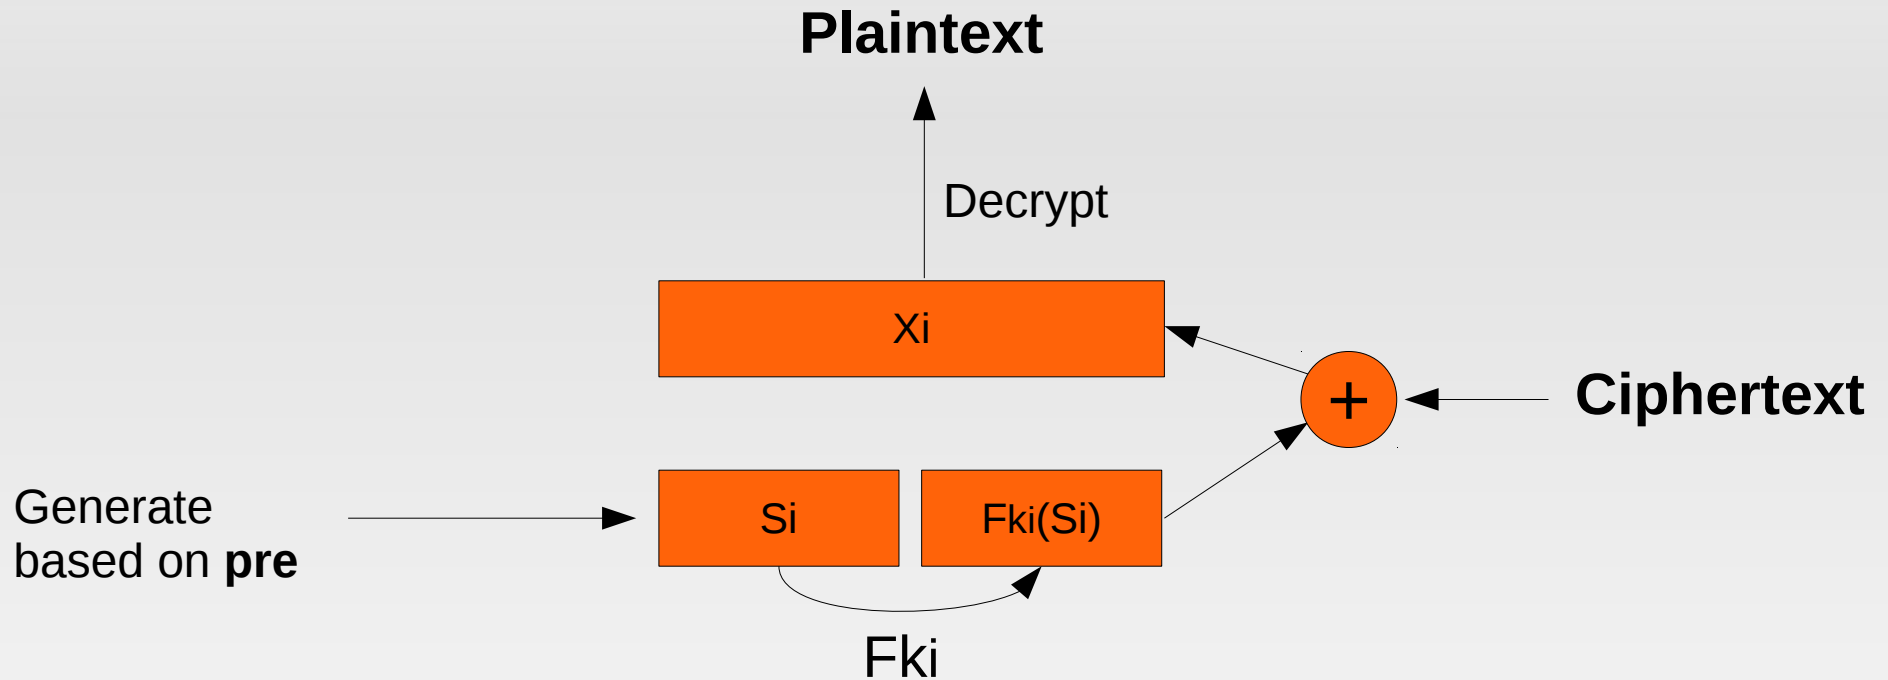 Plaintext
Decrypt
Xi
+
Ciphertext
Generate
based on pre
Si
Fki(Si)
Fki